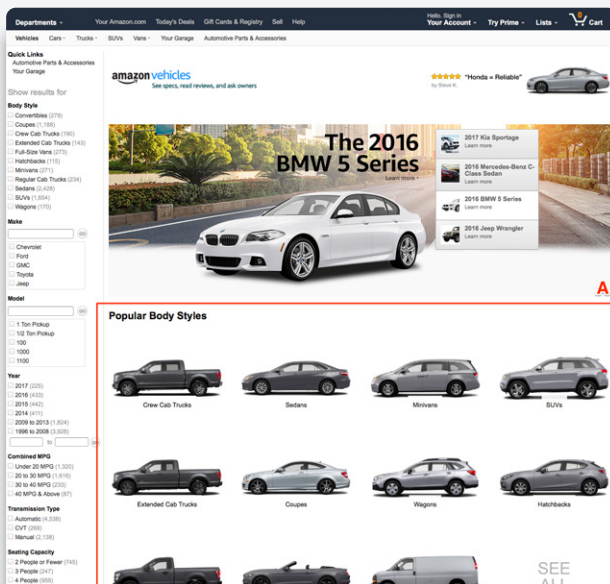 Departments
Your Amazon.com Today's Deals Gift Cards & Registry Sell Help
Hello. Sign in
Your Account Try Prime Lists 0 Cart
Vehicles Cars Trucks SUVs Vans Your Garage Automotive Parts & Accessories
Quick Links
Automotive Parts & Accessories
Your Garage
Show results for
Body Style
Convertibles (279)
Coupes (1,188)
Crew Cab Trucks (190)
Extended Cab Trucks (143)
Full-Size Vans (273)
Hatchbacks (115)
Minivans (271)
Regular Cab Trucks (234)
Sedans (2,428)
SUVs (1,654)
Wagons (170)
Make
GO
Chevrolet
Ford
GMC
Toyota
Jeep
Model
GO
1 Ton Pickup
1/2 Ton Pickup
100
1000
1100
Year
2017 (225)
2016 (433)
2015 (442)
2014 (411)
2009 to 2013 (1,824)
1996 to 2008 (3,928)
to
Combined MPG
Under 20 MPG (1,320)
20 to 30 MPG (1,616)
30 to 40 MPG (233)
40 MPG & Above (87)
Transmission Type
Automatic (4,538)
CVT (269)
Manual (2,138)
Seating Capacity
2 People or Fewer (745)
3 People (247)
4 People (959)
amazon vehicles
See specs, read reviews, and ask owners
"Honda = Reliable"
by Steve K.
The 2016
BMW 5 Series
Learn more
2017 Kia Sportage
Learn more
2016 Mercedes-Benz C-
Class Sedan
Learn more
2016 BMW 5 Series
Learn more
2016 Jeep Wrangler
Learn more
A
Popular Body Styles
Crew Cab Trucks
Sedans
Minivans
SUVs
Extended Cab Trucks
Coupes
Wagons
Hatchbacks
SEE
ALL